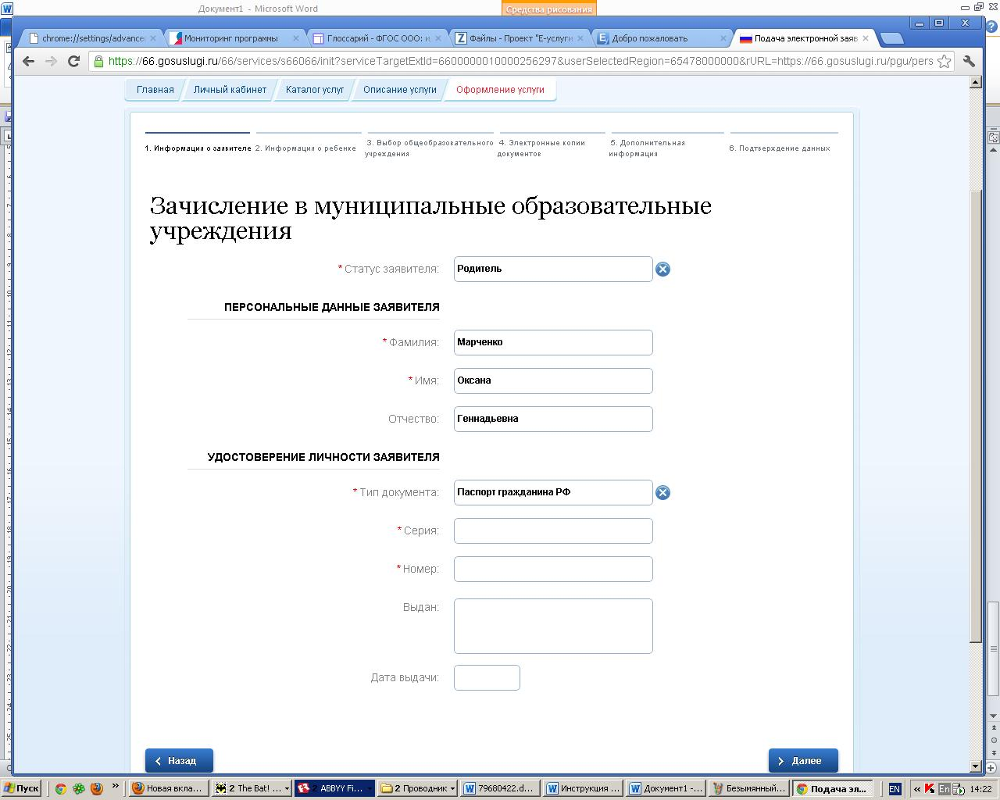 Документ1 - Microsoft Word
Средства рисования
chrome://settings/advance
Мониторинг программы
Глоссарий - ФГОС ООО: и
Файлы - Проект "Е-услуги
Добро пожаловать
Подача электронной заяв
https://66.gosuslugi.ru/66/services/s66066/init?serviceTargetExtId=6600000010000256297&userSelectedRegion=65478000000&rURL=https://66.gosuslugi.ru/pgu/pers
Главная
Личный кабинет
Каталог услуг
Описание услуги
Оформление услуги
1. Информация о заявителе
2. Информация о ребенке
3. Выбор общеобразовательного
учреждения
4. Электронные копии
документов
5. Дополнительная
информация
6. Подтверждение данных
Зачисление в муниципальные образовательные
учреждения
* Статус заявителя: Родитель
ПЕРСОНАЛЬНЫЕ ДАННЫЕ ЗАЯВИТЕЛЯ
* Фамилия: Марченко
* Имя: Оксана
Отчество: Геннадьевна
УДОСТОВЕРЕНИЕ ЛИЧНОСТИ ЗАЯВИТЕЛЯ
* Тип документа: Паспорт гражданина РФ
* Серия:
* Номер:
Выдан:
Дата выдачи:
Назад
Далее
Пуск
»
Новая вкла...
2 The Bat! ...
2 ABBYY Fi...
2 Проводник
79680422.d...
Инструкция ...
Документ1 -...
Безымянный...
Подача эл...
EN
«
En
14:22